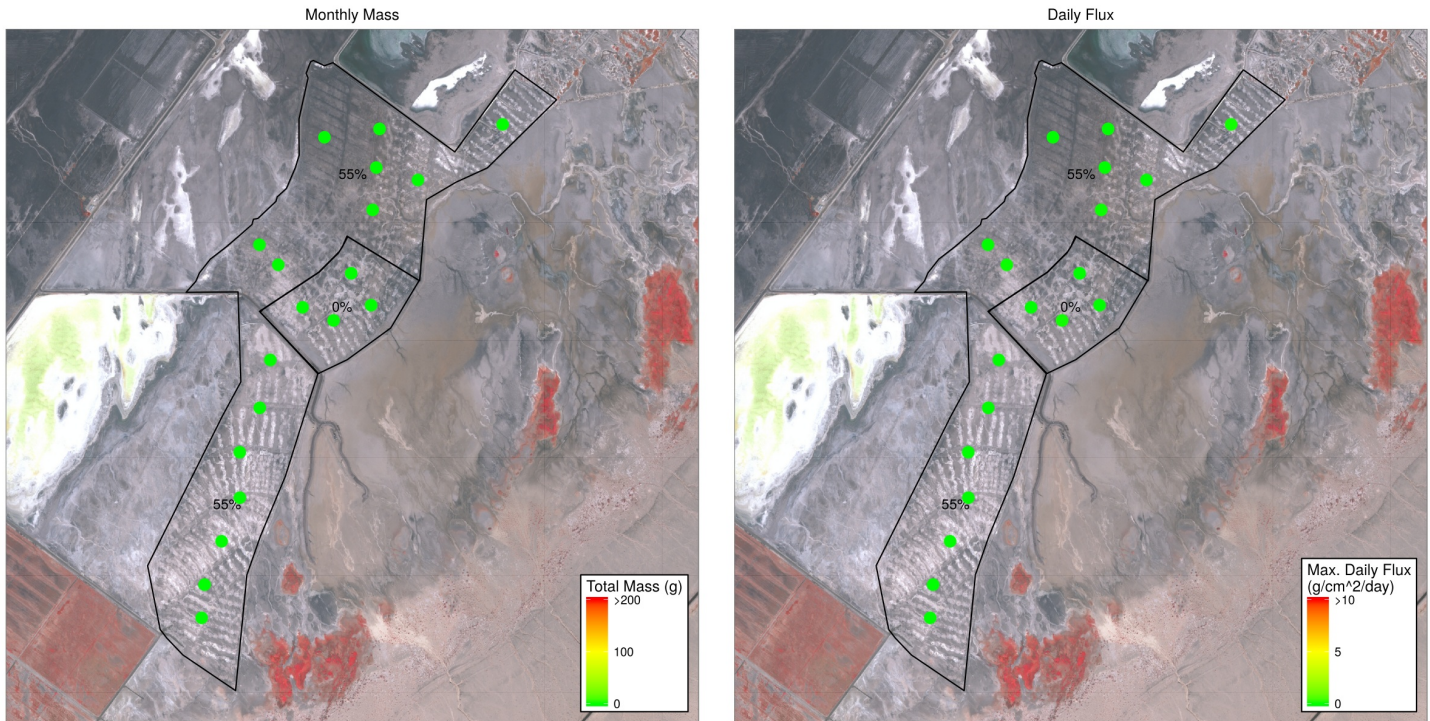 Monthly Mass
55%
0%
55%
Total Mass (g)
>200
100
0
Daily Flux
55%
0%
55%
Max. Daily Flux
(g/cm^2/day)
>10
5
0